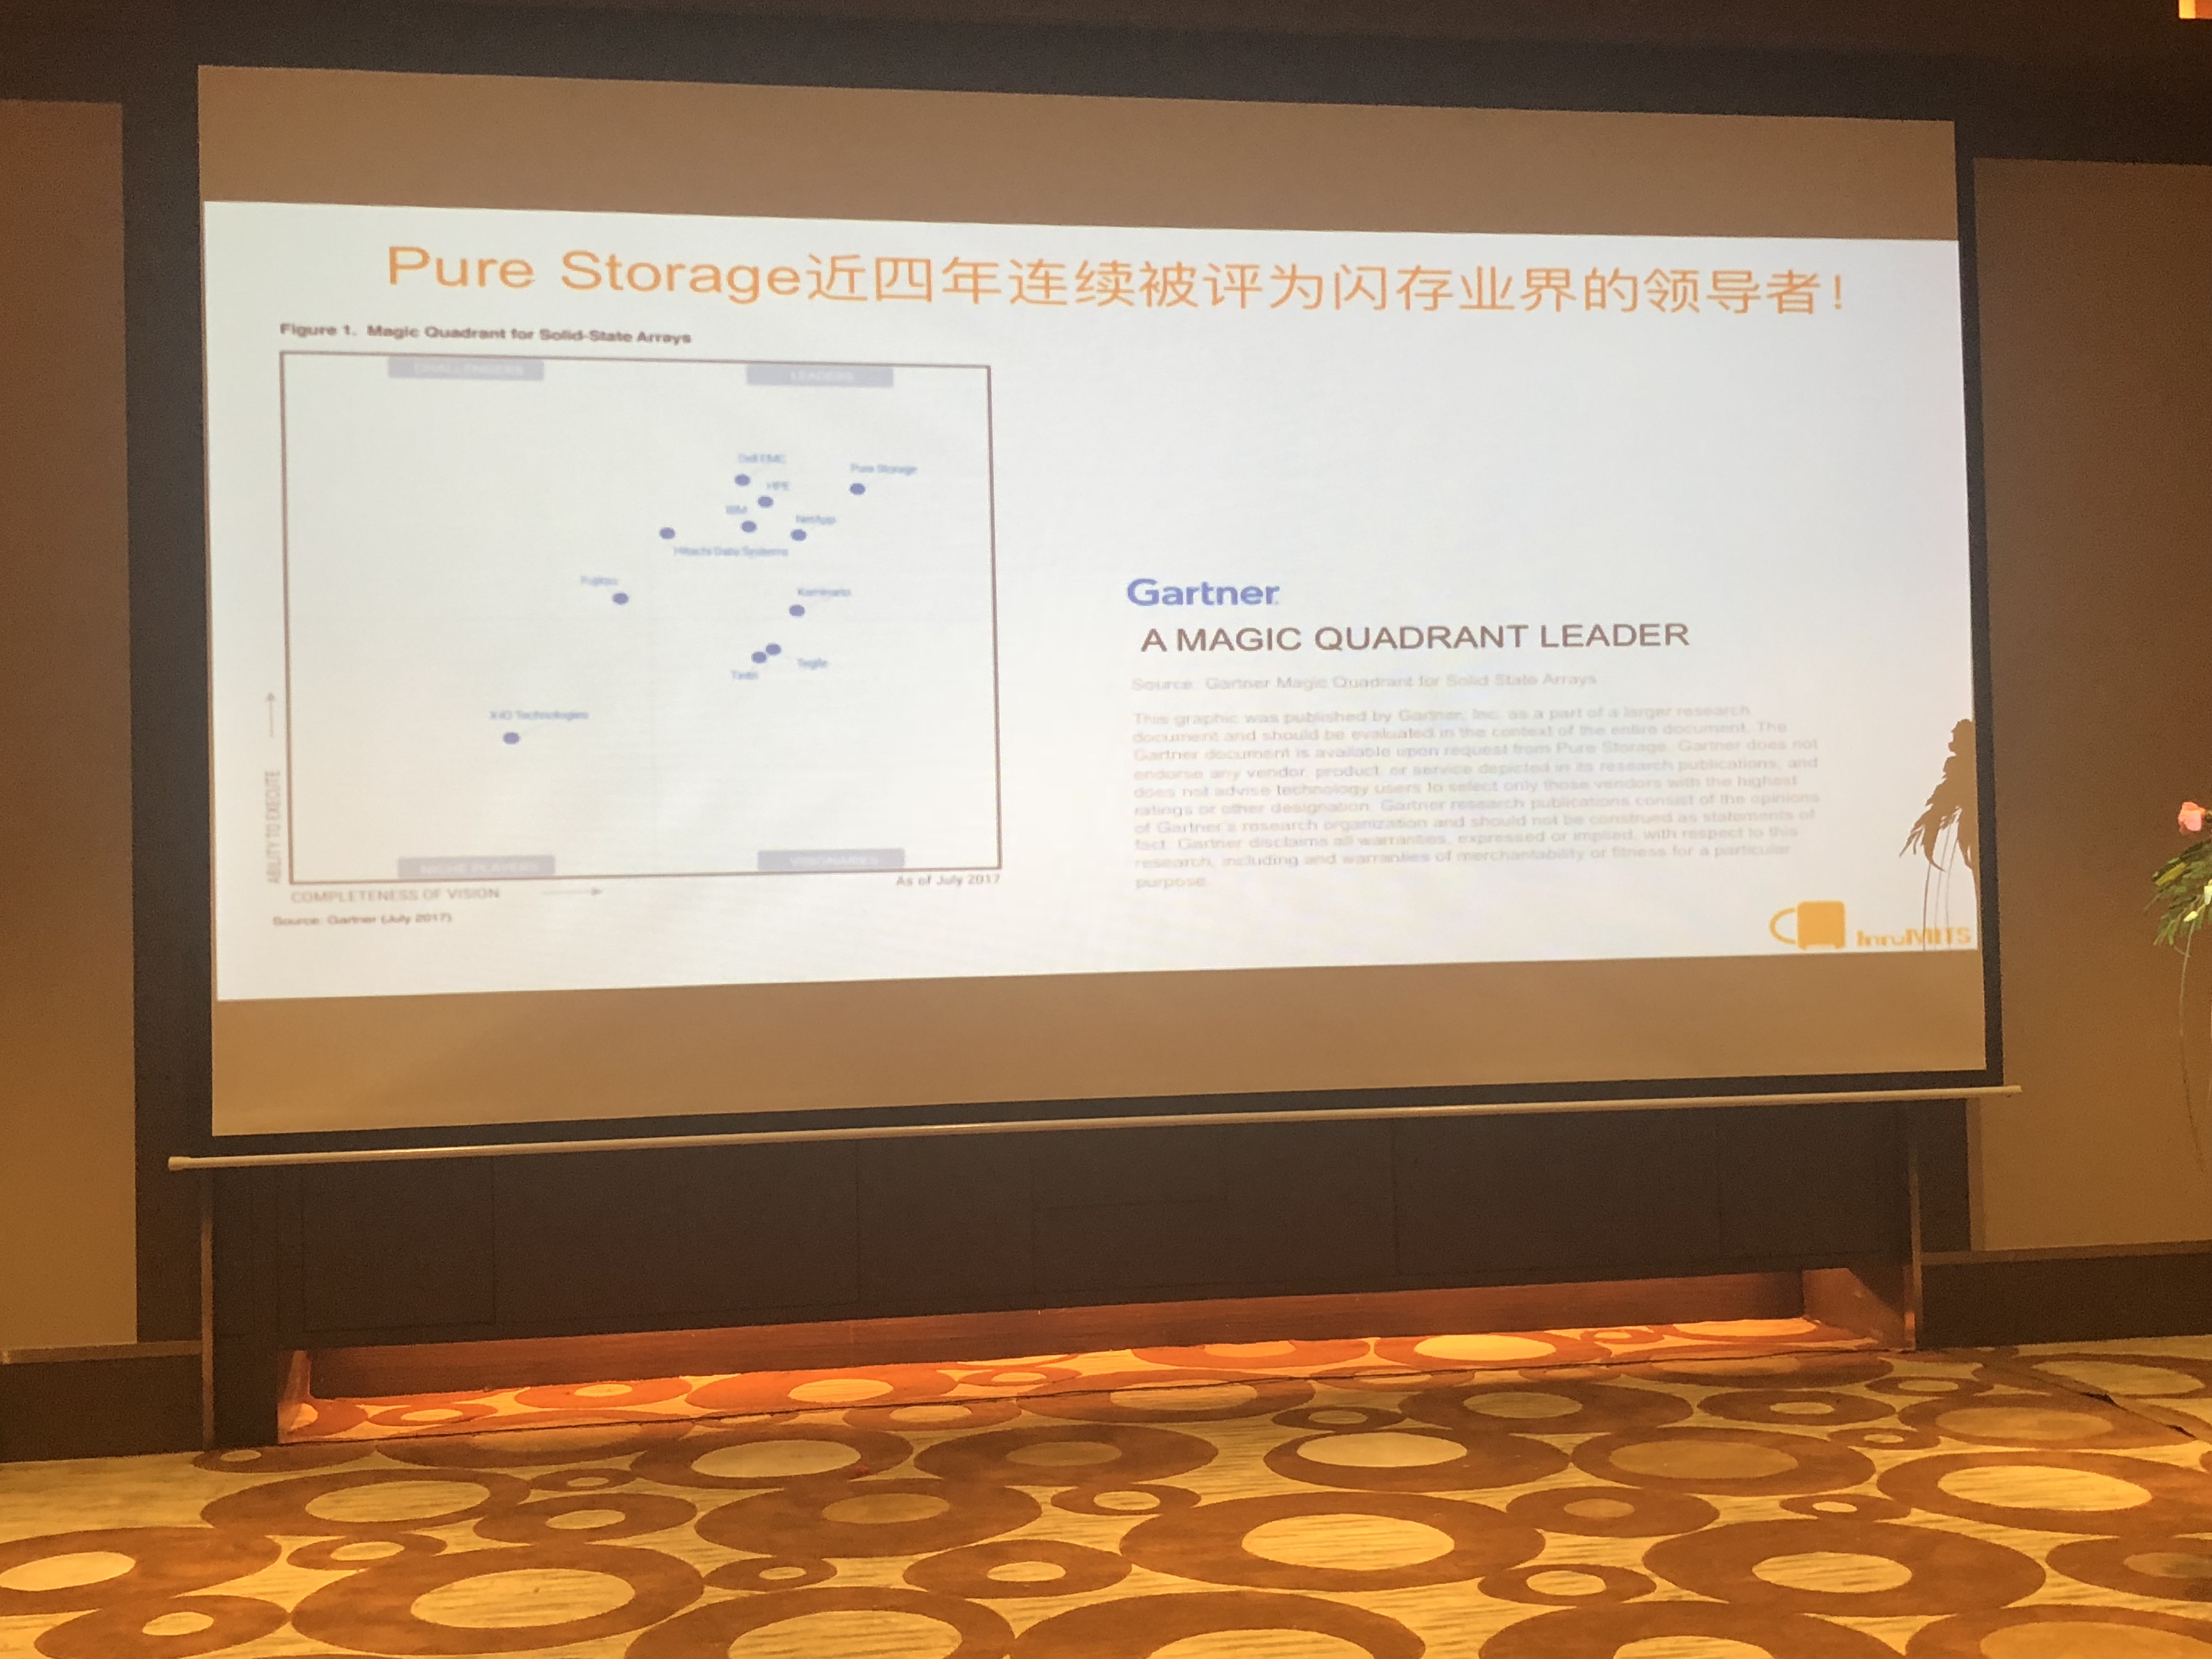 Pure Storage近四年连续被评为闪存业界的领导者!
Figure 1. Magic Quadrant for Solid-State Arrays
CHALLENGERS
LEADERS
Dell EMC
Pure Storage
HPE
IBM
NetApp
Hitachi Data Systems
Fujitsu
Kaminario
Tegile
Tintri
X-IO Technologies
ABILITY TO EXECUTE
NICHE PLAYERS
VISIONARIES
COMPLETENESS OF VISION
As of July 2017
Source: Gartner (July 2017)
Gartner
A MAGIC QUADRANT LEADER
Source: Gartner Magic Quadrant for Solid State Arrays
This graphic was published by Gartner, Inc. as a part of a larger research
document and should be evaluated in the context of the entire document. The
Gartner document is available upon request from Pure Storage. Gartner does not
endorse any vendor, product or service depicted in its research publications, and
does not advise technology users to select only those vendors with the highest
ratings or other designation. Gartner research publications consist of the opinions
of Gartner's research organization and should not be construed as statements of
fact. Gartner disclaims all warranties, expressed or implied, with respect to this
research, including and warranties of merchantability or fitness for a particular
purpose.